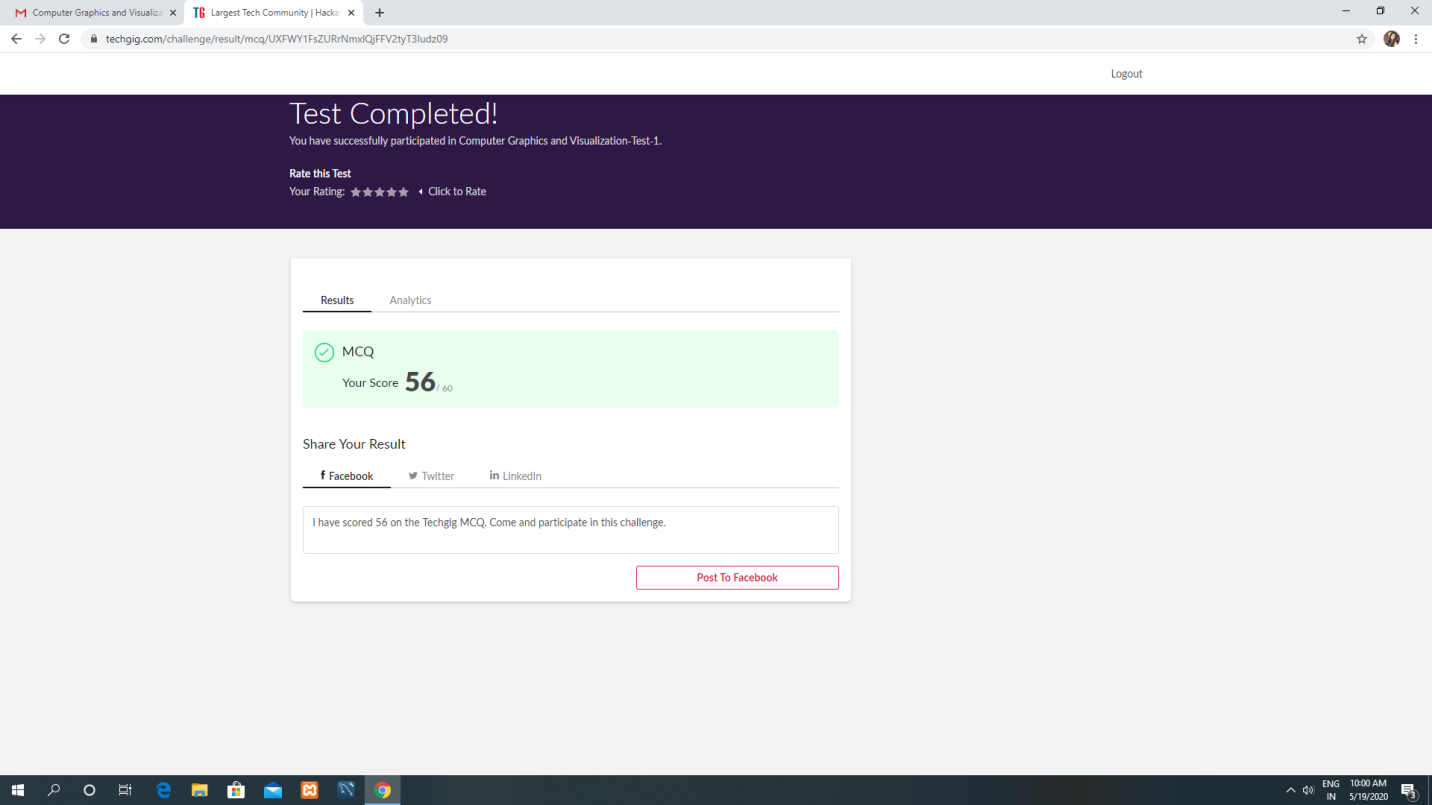 Computer Graphics and Visualiza
TG Largest Tech Community | Hacka
techgig.com/challenge/result/mcq/UXFWY1FsZURrNmxlQjFFV2tyT3ludz09
Logout
Test Completed!
You have successfully participated in Computer Graphics and Visualization-Test-1.
Rate this Test
Your Rating: Click to Rate
Results Analytics
MCQ
Your Score 56 / 60
Share Your Result
Facebook Twitter LinkedIn
I have scored 56 on the Techgig MCQ. Come and participate in this challenge.
Post To Facebook
ENG 10:00 AM
IN 5/19/2020 3